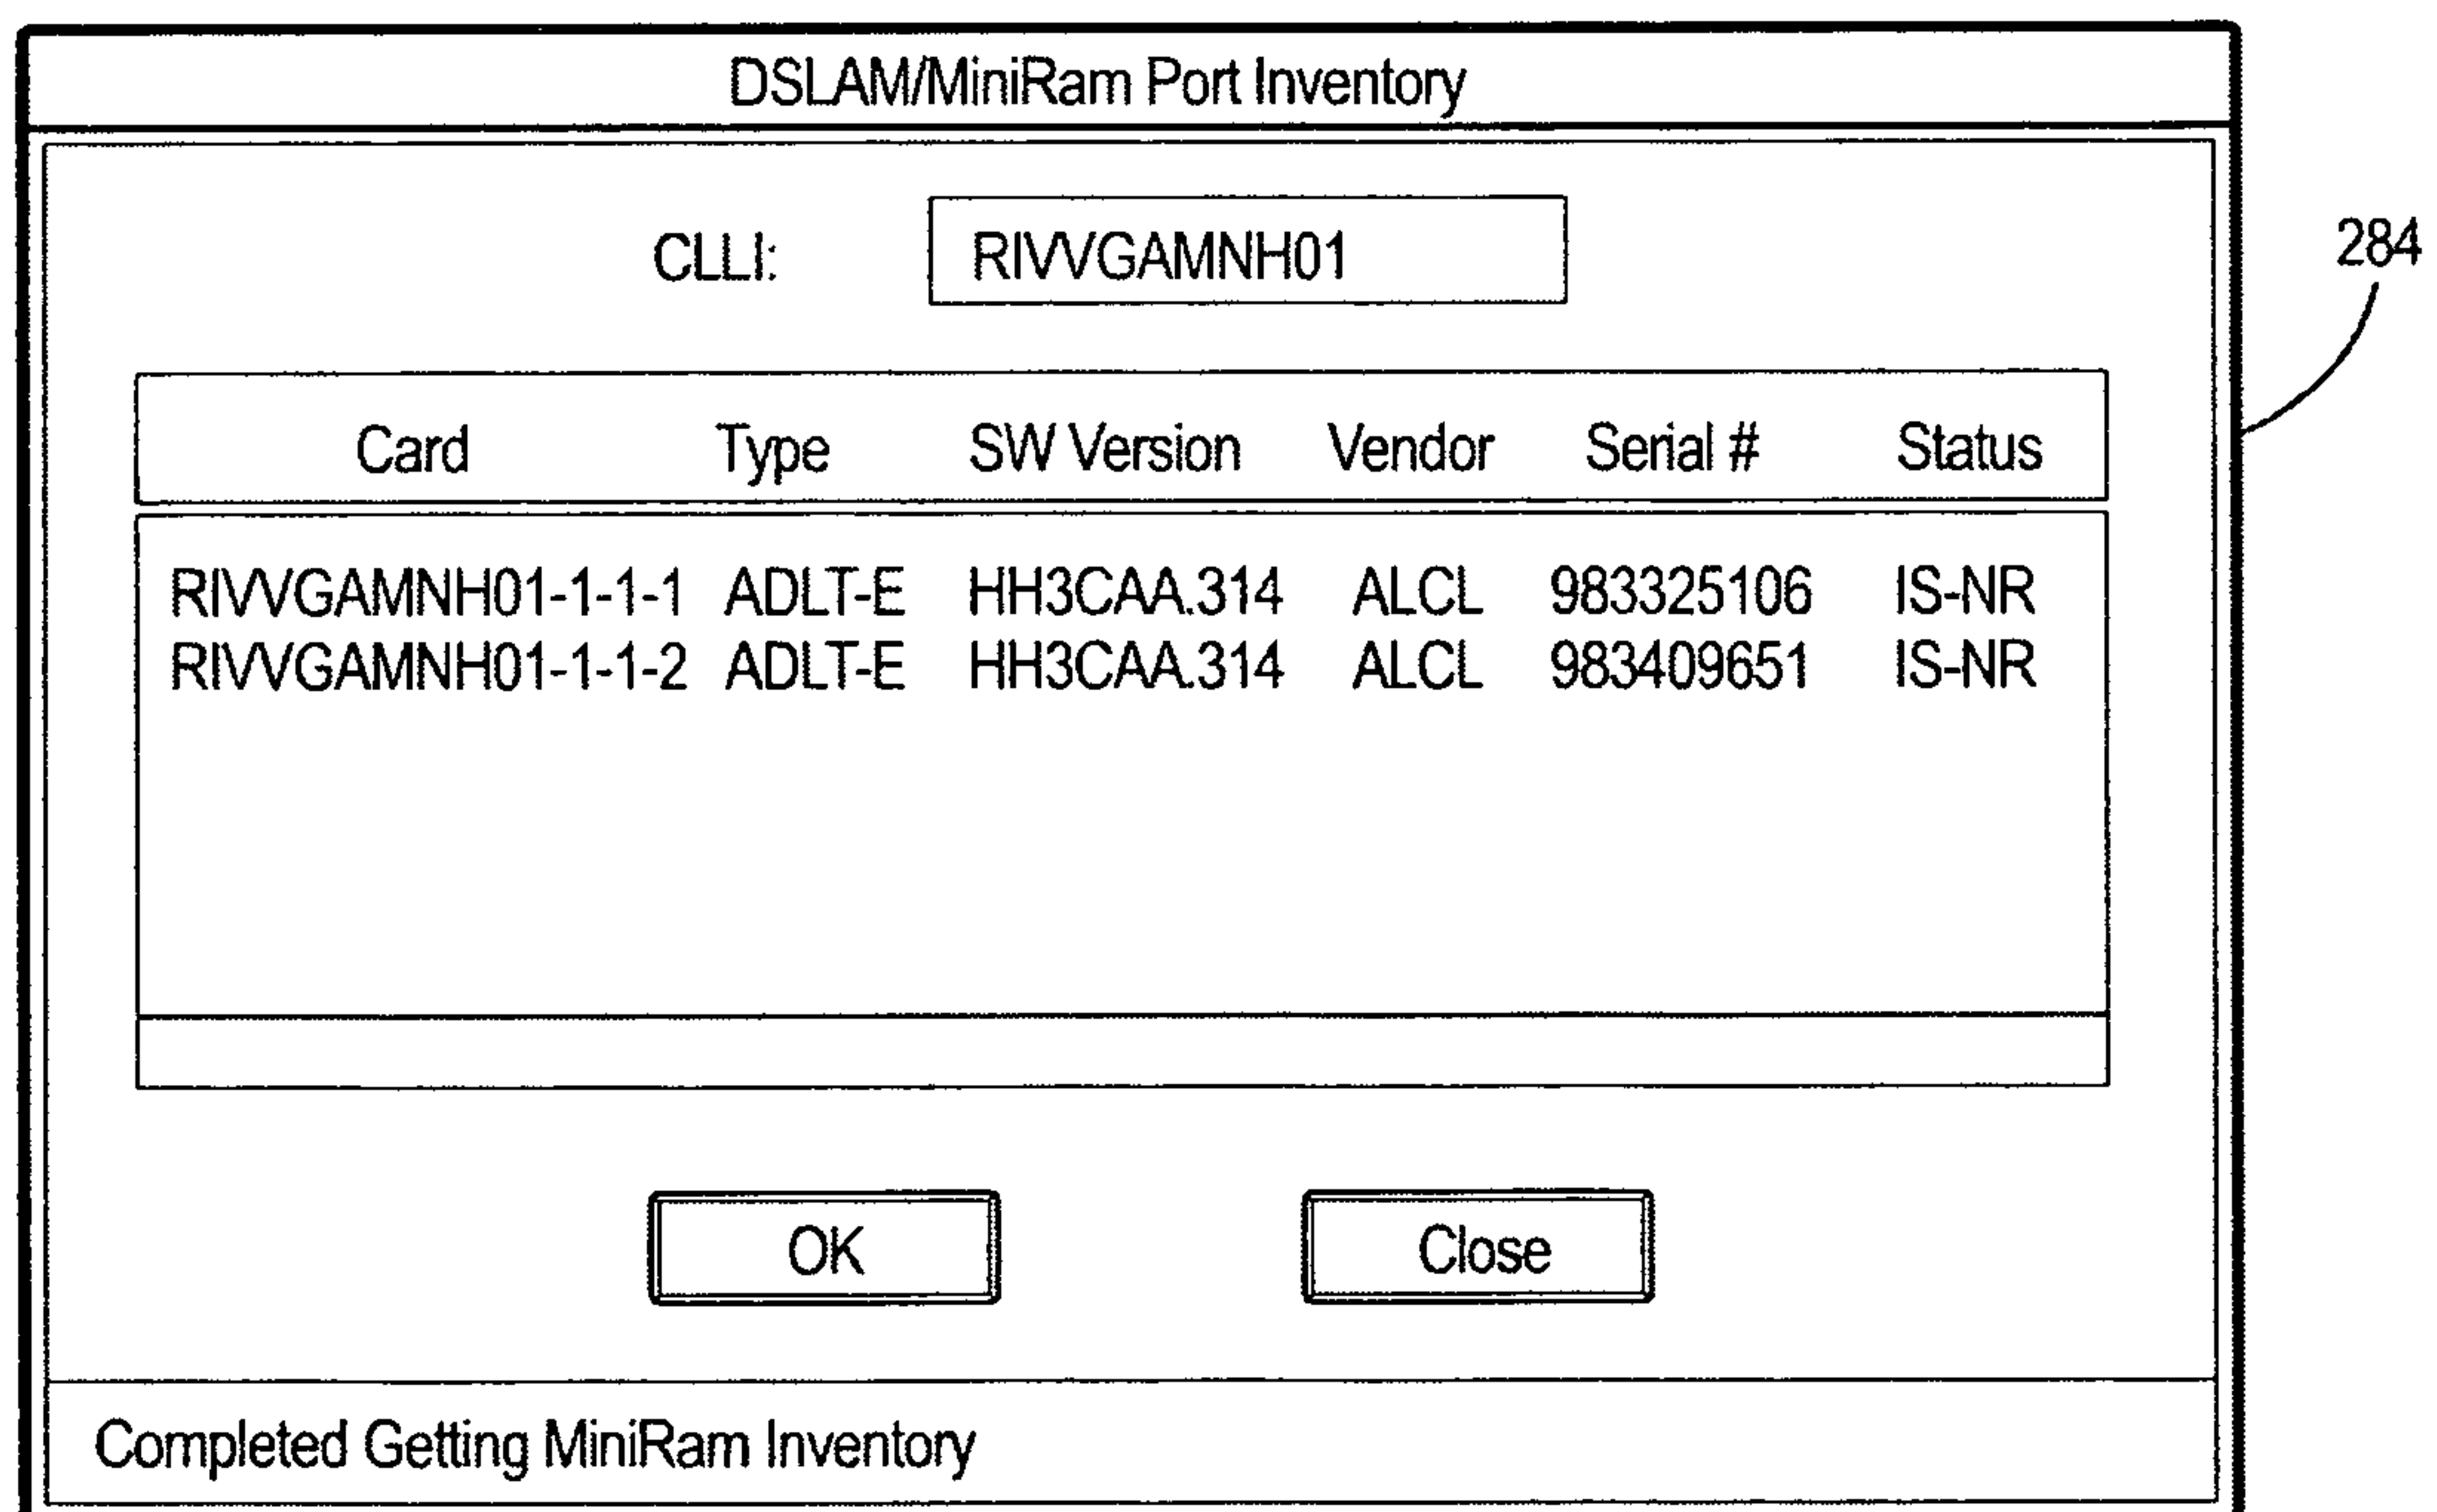 DSLAM/MiniRam Port Inventory
CLLI: RIVVGAMNH01
284
Card Type SW Version Vendor Serial # Status
RIVVGAMNH01-1-1-1 ADLT-E HH3CAA.314 ALCL 983325106 IS-NR
RIVVGAMNH01-1-1-2 ADLT-E HH3CAA.314 ALCL 983409651 IS-NR
OK Close
Completed Getting MiniRam Inventory